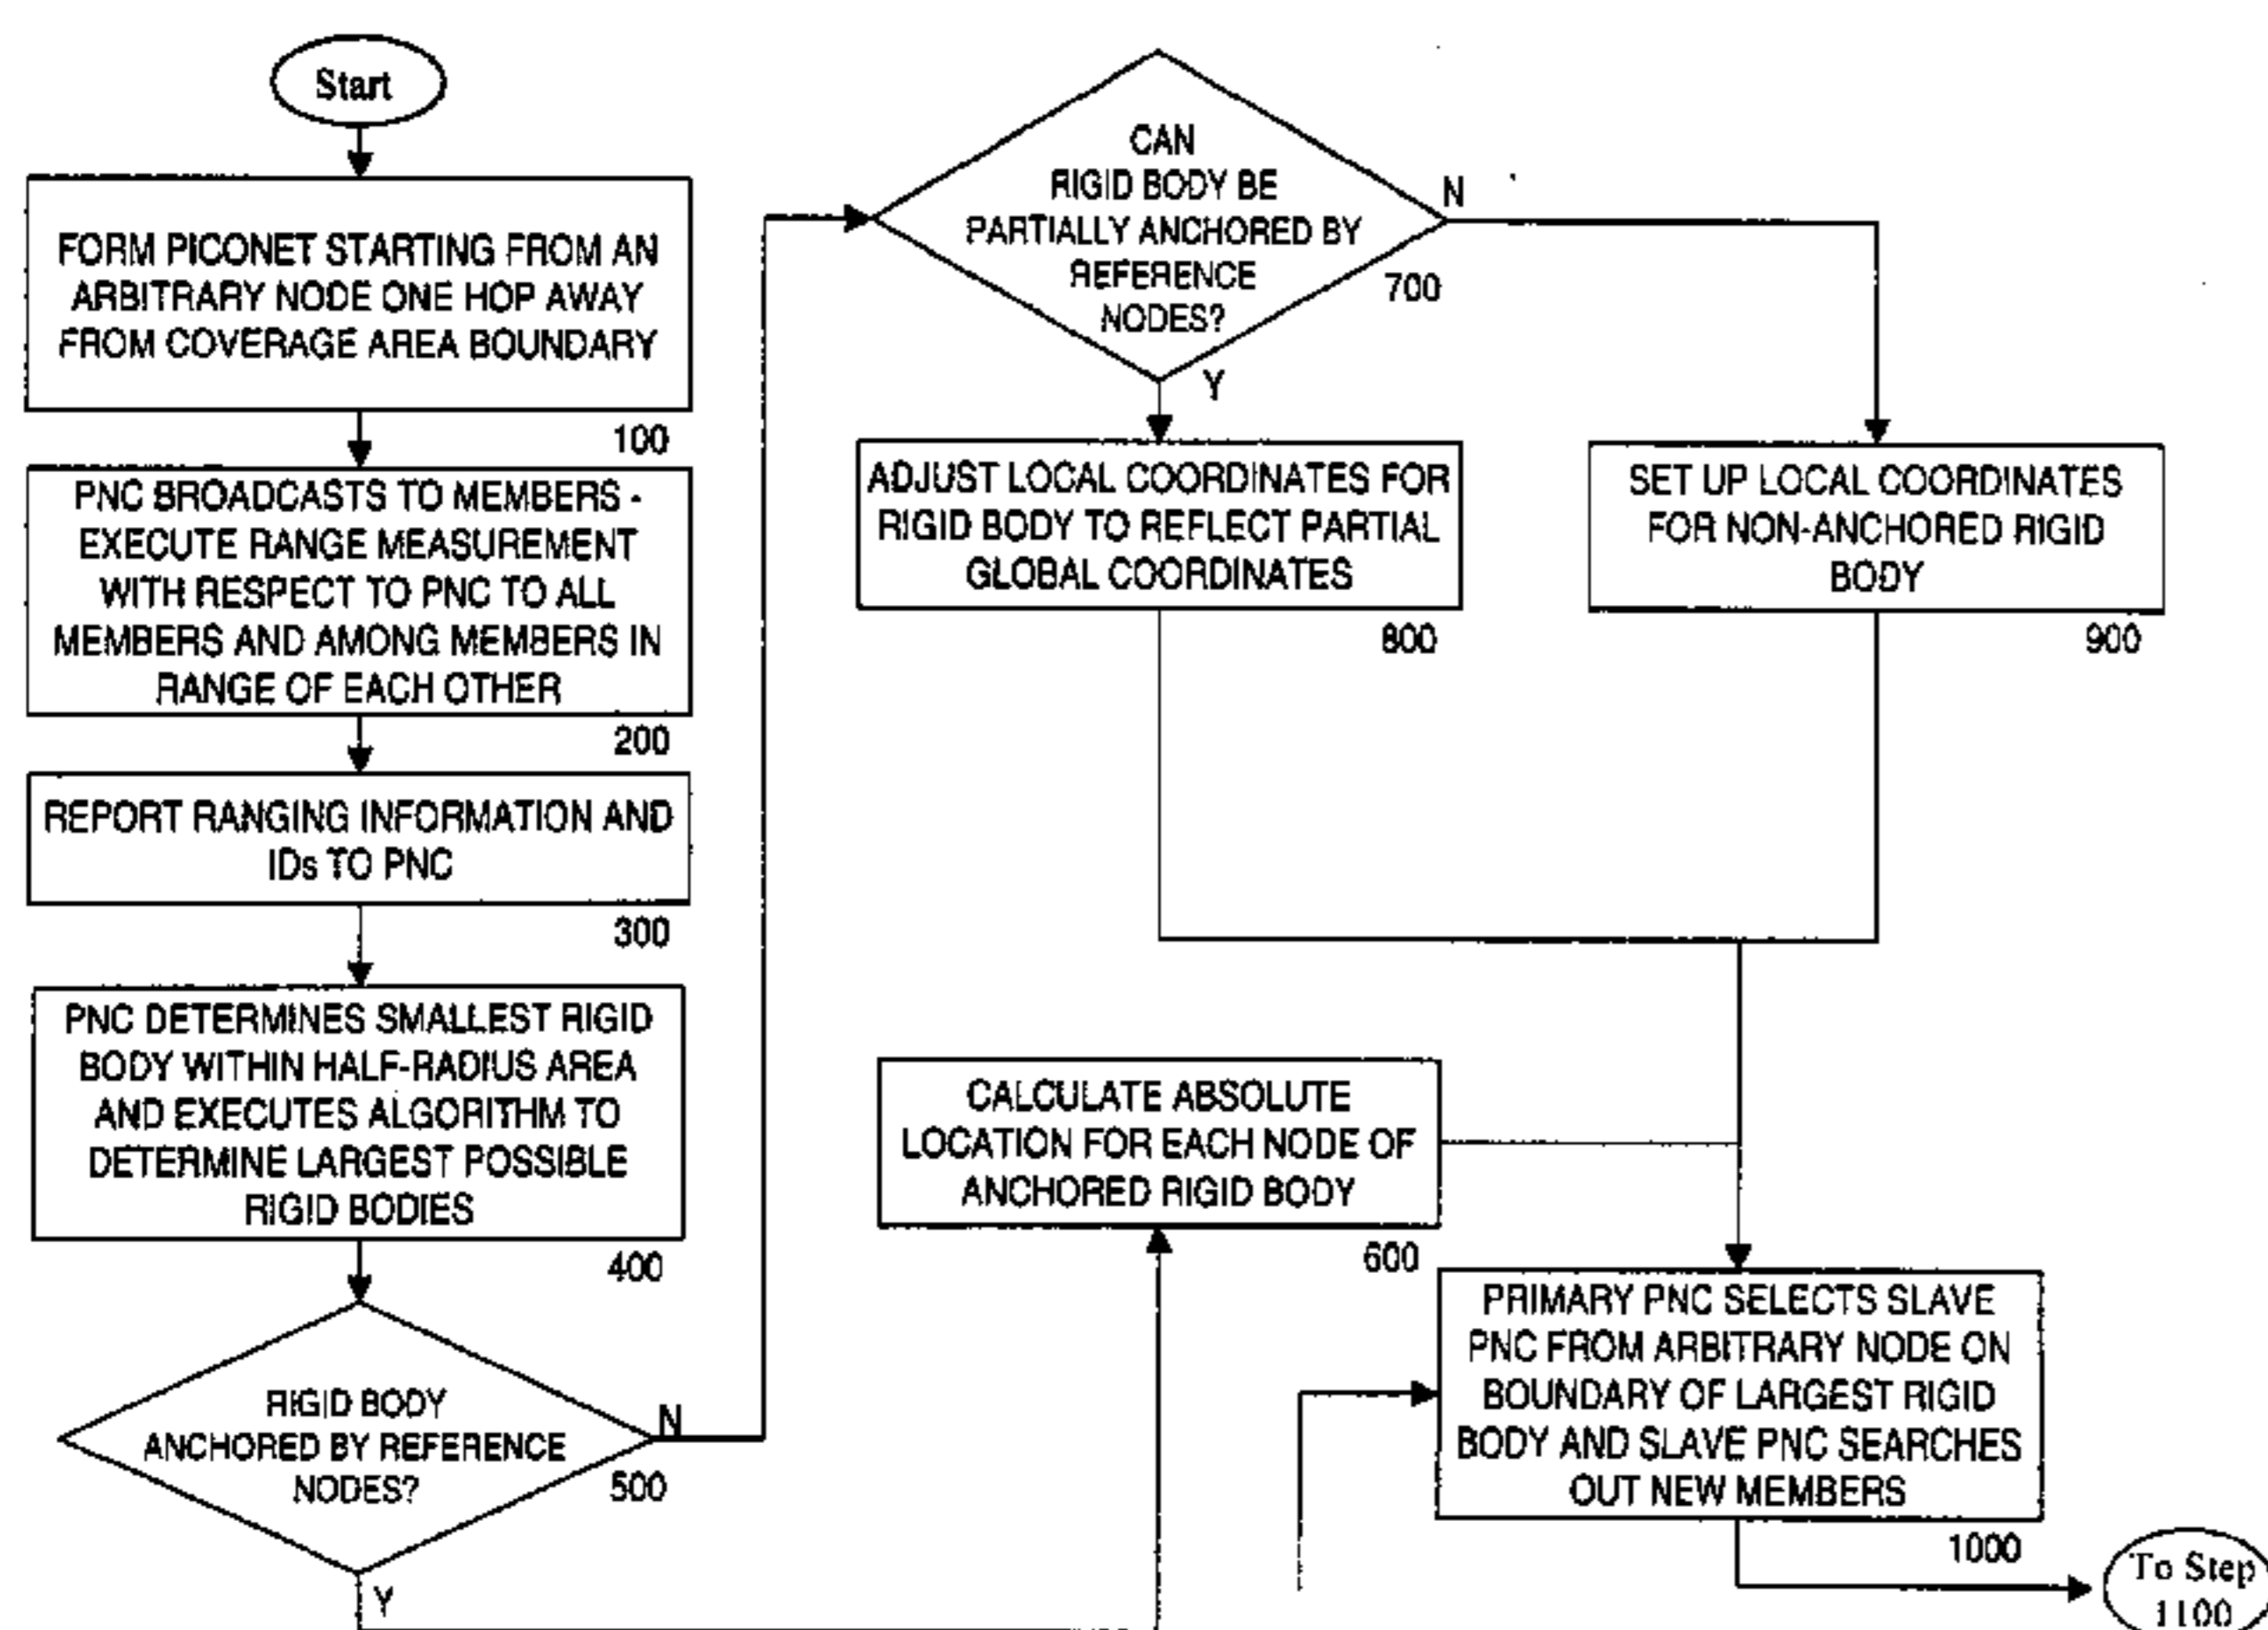 Start
FORM PICONET STARTING FROM AN
ARBITRARY NODE ONE HOP AWAY
FROM COVERAGE AREA BOUNDARY
100
PNC BROADCASTS TO MEMBERS -
EXECUTE RANGE MEASUREMENT
WITH RESPECT TO PNC TO ALL
MEMBERS AND AMONG MEMBERS IN
RANGE OF EACH OTHER
200
REPORT RANGING INFORMATION AND
IDs TO PNC
300
PNC DETERMINES SMALLEST RIGID
BODY WITHIN HALF-RADIUS AREA
AND EXECUTES ALGORITHM TO
DETERMINE LARGEST POSSIBLE
RIGID BODIES
400
RIGID BODY
ANCHORED BY REFERENCE
NODES?
N
500
Y
CAN
RIGID BODY BE
PARTIALLY ANCHORED BY
REFERENCE
NODES?
N
700
Y
ADJUST LOCAL COORDINATES FOR
RIGID BODY TO REFLECT PARTIAL
GLOBAL COORDINATES
800
SET UP LOCAL COORDINATES
FOR NON-ANCHORED RIGID
BODY
900
CALCULATE ABSOLUTE
LOCATION FOR EACH NODE OF
ANCHORED RIGID BODY
600
PRIMARY PNC SELECTS SLAVE
PNC FROM ARBITRARY NODE ON
BOUNDARY OF LARGEST RIGID
BODY AND SLAVE PNC SEARCHES
OUT NEW MEMBERS
1000
To Step
1100